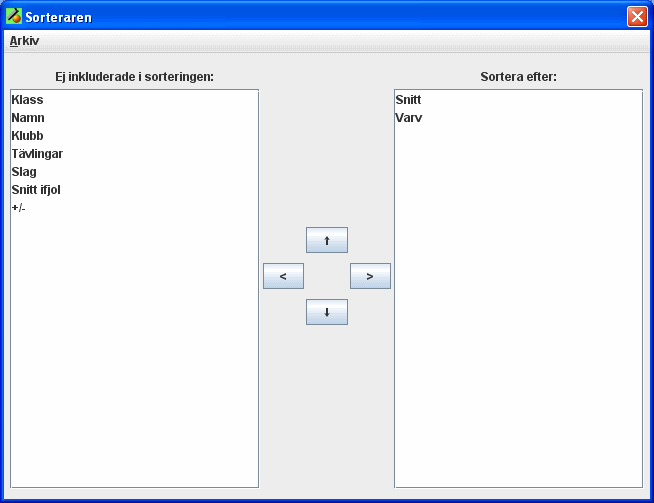 Sorteraren
Arkiv
Ej inkluderade i sorteringen:
Klass
Namn
Klubb
Tävlingar
Slag
Snitt ifjol
+/-
↑
<
>
↓
Sortera efter:
Snitt
Varv